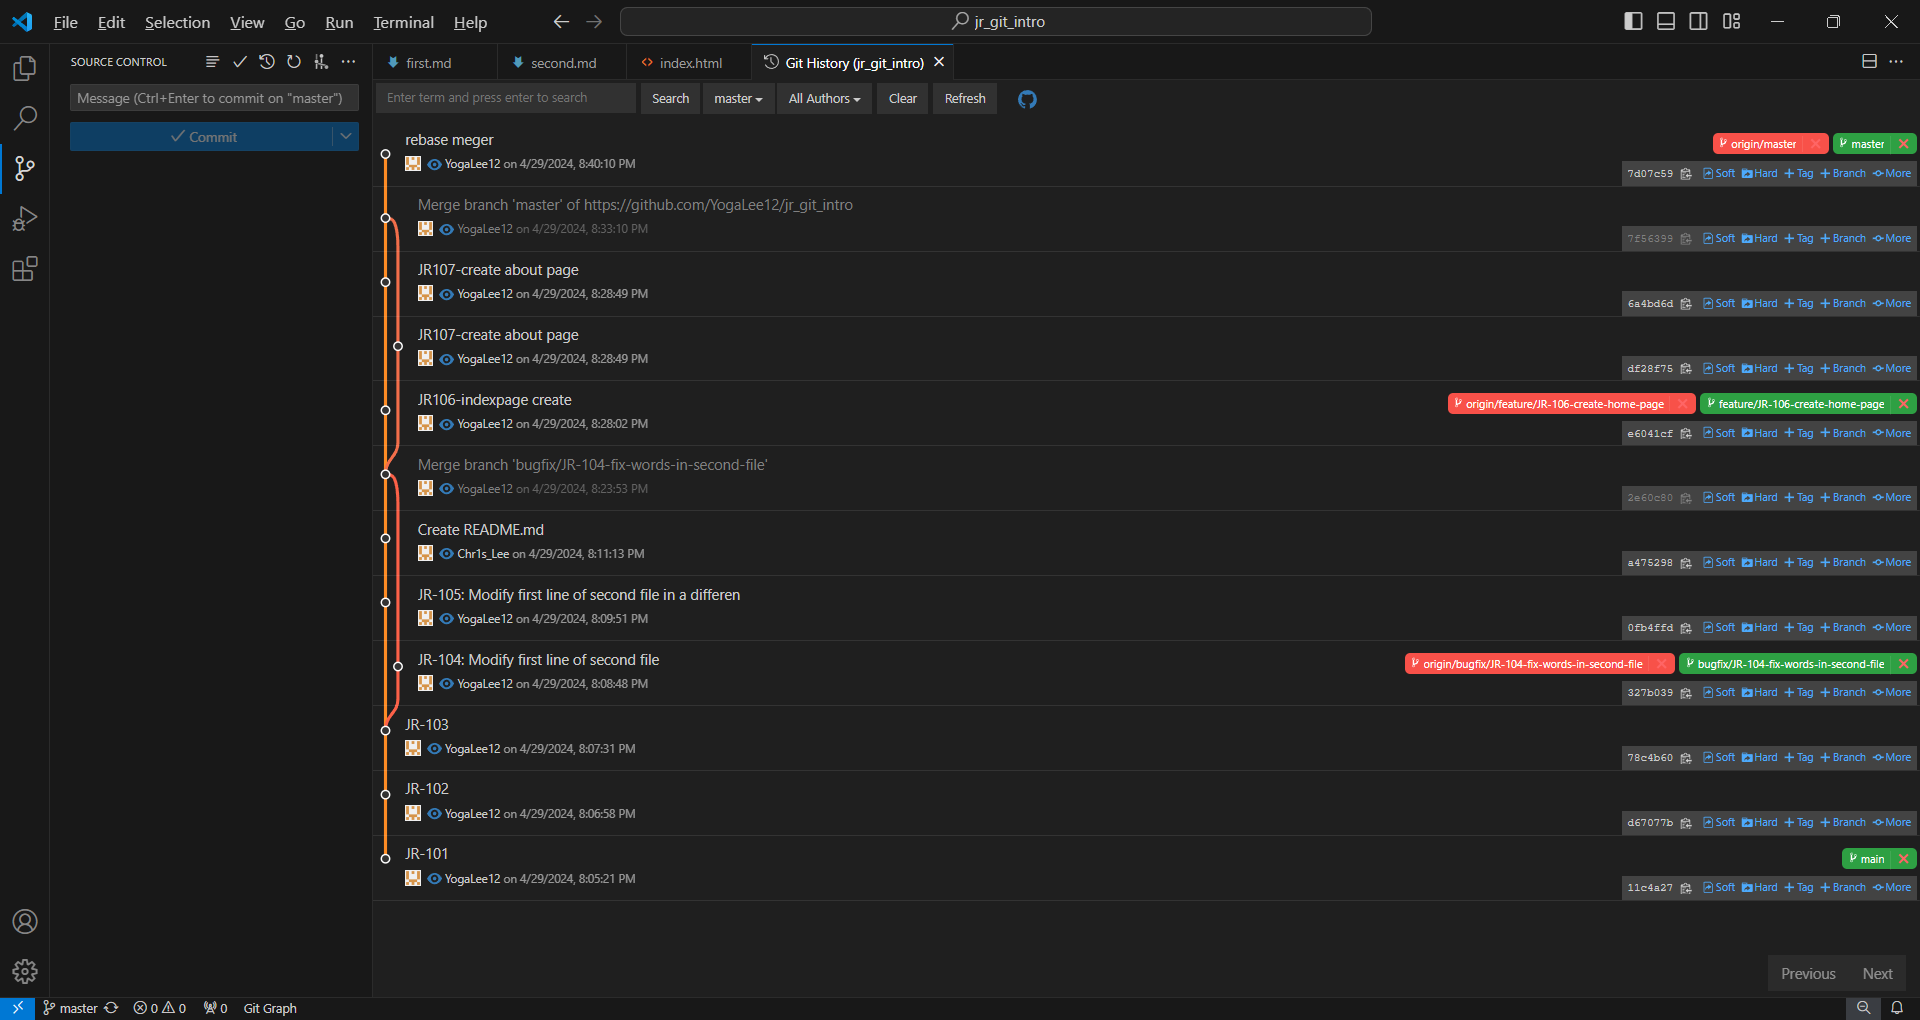 File Edit Selection View Go Run Terminal Help
jr_git_intro
SOURCE CONTROL
first.md
second.md
index.html
Git History (jr_git_intro)
Message (Ctrl+Enter to commit on "master")
Commit
Enter term and press enter to search
Search
master
All Authors
Clear
Refresh
rebase meger
origin/master
master
YogaLee12 on 4/29/2024, 8:40:10 PM
7d07c59 Soft Hard + Tag + Branch More
Merge branch 'master' of https://github.com/YogaLee12/jr_git_intro
YogaLee12 on 4/29/2024, 8:33:10 PM
7f56399 Soft Hard + Tag + Branch More
JR107-create about page
YogaLee12 on 4/29/2024, 8:28:49 PM
6a4bd6d Soft Hard + Tag + Branch More
JR107-create about page
YogaLee12 on 4/29/2024, 8:28:49 PM
df28f75 Soft Hard + Tag + Branch More
JR106-indexpage create
origin/feature/JR-106-create-home-page
feature/JR-106-create-home-page
YogaLee12 on 4/29/2024, 8:28:02 PM
e6041cf Soft Hard + Tag + Branch More
Merge branch 'bugfix/JR-104-fix-words-in-second-file'
YogaLee12 on 4/29/2024, 8:23:53 PM
2e60c80 Soft Hard + Tag + Branch More
Create README.md
Chr1s_Lee on 4/29/2024, 8:11:13 PM
a475298 Soft Hard + Tag + Branch More
JR-105: Modify first line of second file in a differen
YogaLee12 on 4/29/2024, 8:09:51 PM
0fb4ffd Soft Hard + Tag + Branch More
JR-104: Modify first line of second file
origin/bugfix/JR-104-fix-words-in-second-file
bugfix/JR-104-fix-words-in-second-file
YogaLee12 on 4/29/2024, 8:08:48 PM
327b039 Soft Hard + Tag + Branch More
JR-103
YogaLee12 on 4/29/2024, 8:07:31 PM
78c4b60 Soft Hard + Tag + Branch More
JR-102
YogaLee12 on 4/29/2024, 8:06:58 PM
d67077b Soft Hard + Tag + Branch More
JR-101
main
YogaLee12 on 4/29/2024, 8:05:21 PM
11c4a27 Soft Hard + Tag + Branch More
Previous Next
master 0 0 0 Git Graph